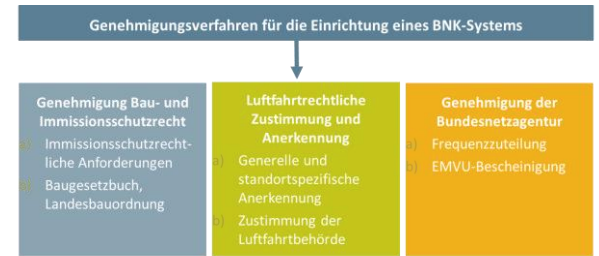 Genehmigungsverfahren für die Einrichtung eines BNK-Systems
Genehmigung Bau- und
Immissionsschutzrecht
a) Immissionsschutzrecht-
liche Anforderungen
b) Baugesetzbuch,
Landesbauordnung
Luftfahrtrechtliche
Zustimmung und
Anerkennung
a) Generelle und
standortspezifische
Anerkennung
b) Zustimmung der
Luftfahrtbehörde
Genehmigung der
Bundesnetzagentur
a) Frequenzzuteilung
b) EMVU-Bescheinigung